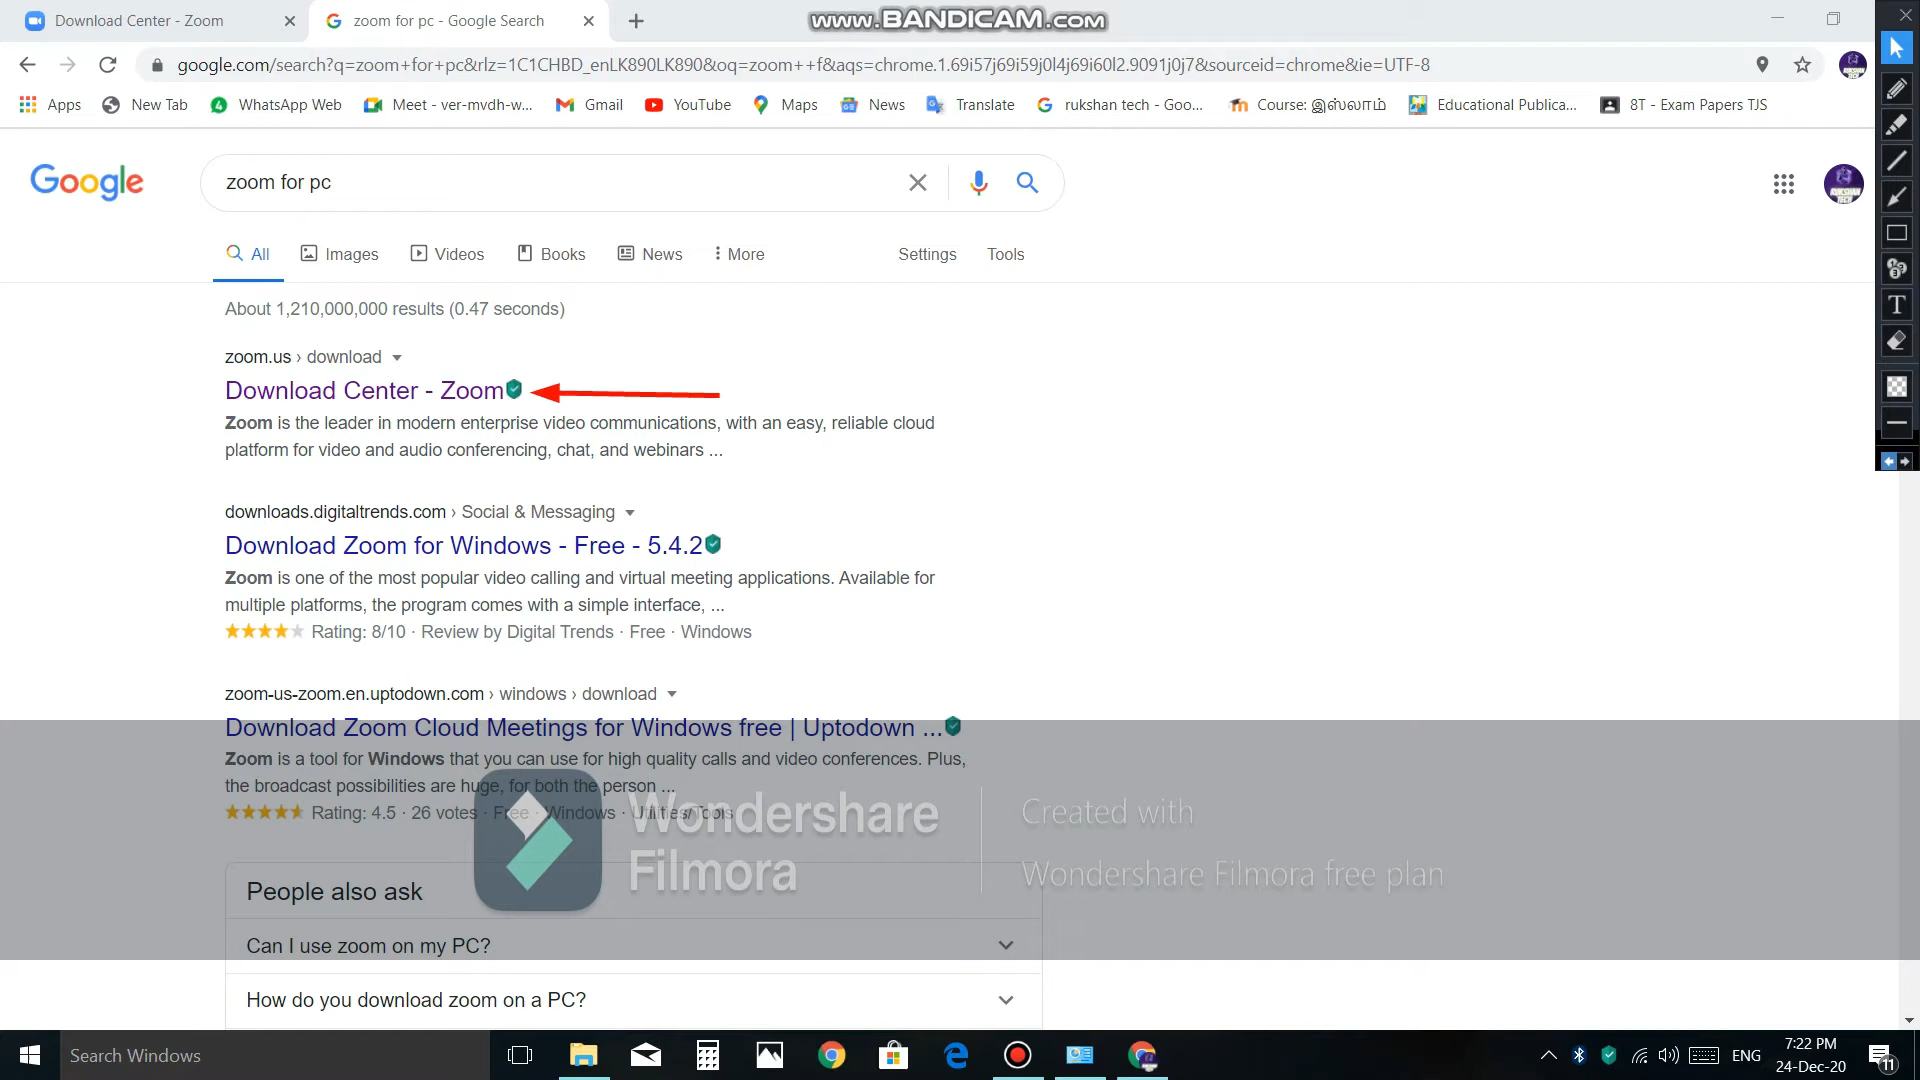 Download Center - Zoom
zoom for pc - Google Search
www.BANDICAM.com
google.com/search?q=zoom+for+pc&rlz=1C1CHBD_enLK890LK890&oq=zoom++f&aqs=chrome.1.69i57j69i59j0l4j69i60l2.9091j0j7&sourceid=chrome&ie=UTF-8
Apps New Tab WhatsApp Web Meet - ver-mvdh-w... Gmail YouTube Maps News Translate rukshan tech - Goo... Course: இஸ்லாம் Educational Publica... 8T - Exam Papers TJS
Google
zoom for pc
All Images Videos Books News More Settings Tools
About 1,210,000,000 results (0.47 seconds)
zoom.us › download
Download Center - Zoom
Zoom is the leader in modern enterprise video communications, with an easy, reliable cloud
platform for video and audio conferencing, chat, and webinars ...
downloads.digitaltrends.com › Social & Messaging
Download Zoom for Windows - Free - 5.4.2
Zoom is one of the most popular video calling and virtual meeting applications. Available for
multiple platforms, the program comes with a simple interface, ...
Rating: 8/10 · Review by Digital Trends · Free · Windows
zoom-us-zoom.en.uptodown.com › windows › download
Download Zoom Cloud Meetings for Windows free | Uptodown ...
Zoom is a tool for Windows that you can use for high quality calls and video conferences. Plus,
the broadcast possibilities are huge, for both the person ...
Rating: 4.5 · 26 votes · Free · Windows · Utilities/Tools
Wondershare
Filmora
Created with
Wondershare Filmora free plan
People also ask
Can I use zoom on my PC?
How do you download zoom on a PC?
Search Windows
ENG
7:22 PM
24-Dec-20
11